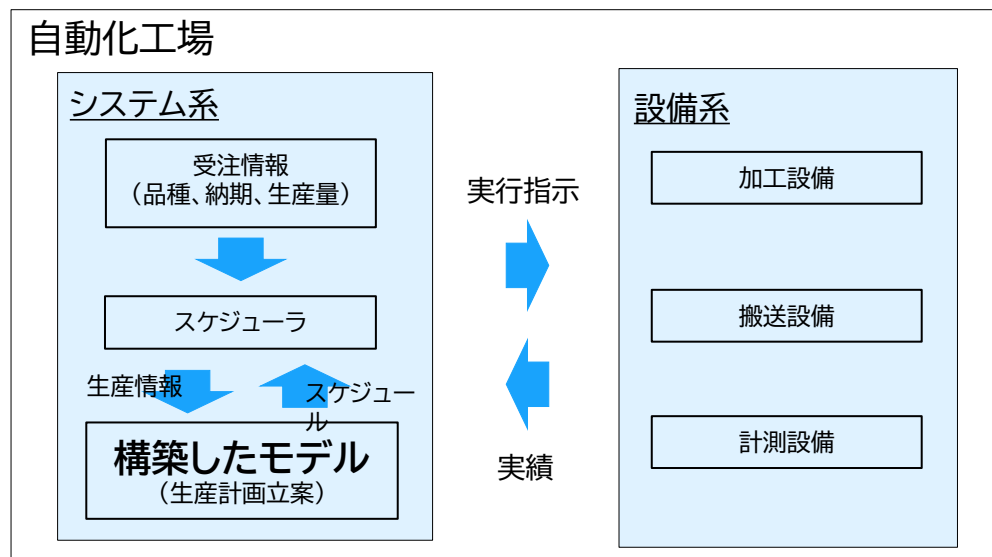 自動化工場
システム系
受注情報
（品種、納期、生産量）
スケジューラ
生産情報
スケジュー
ル
構築したモデル
（生産計画立案）
実行指示
実績
設備系
加工設備
搬送設備
計測設備